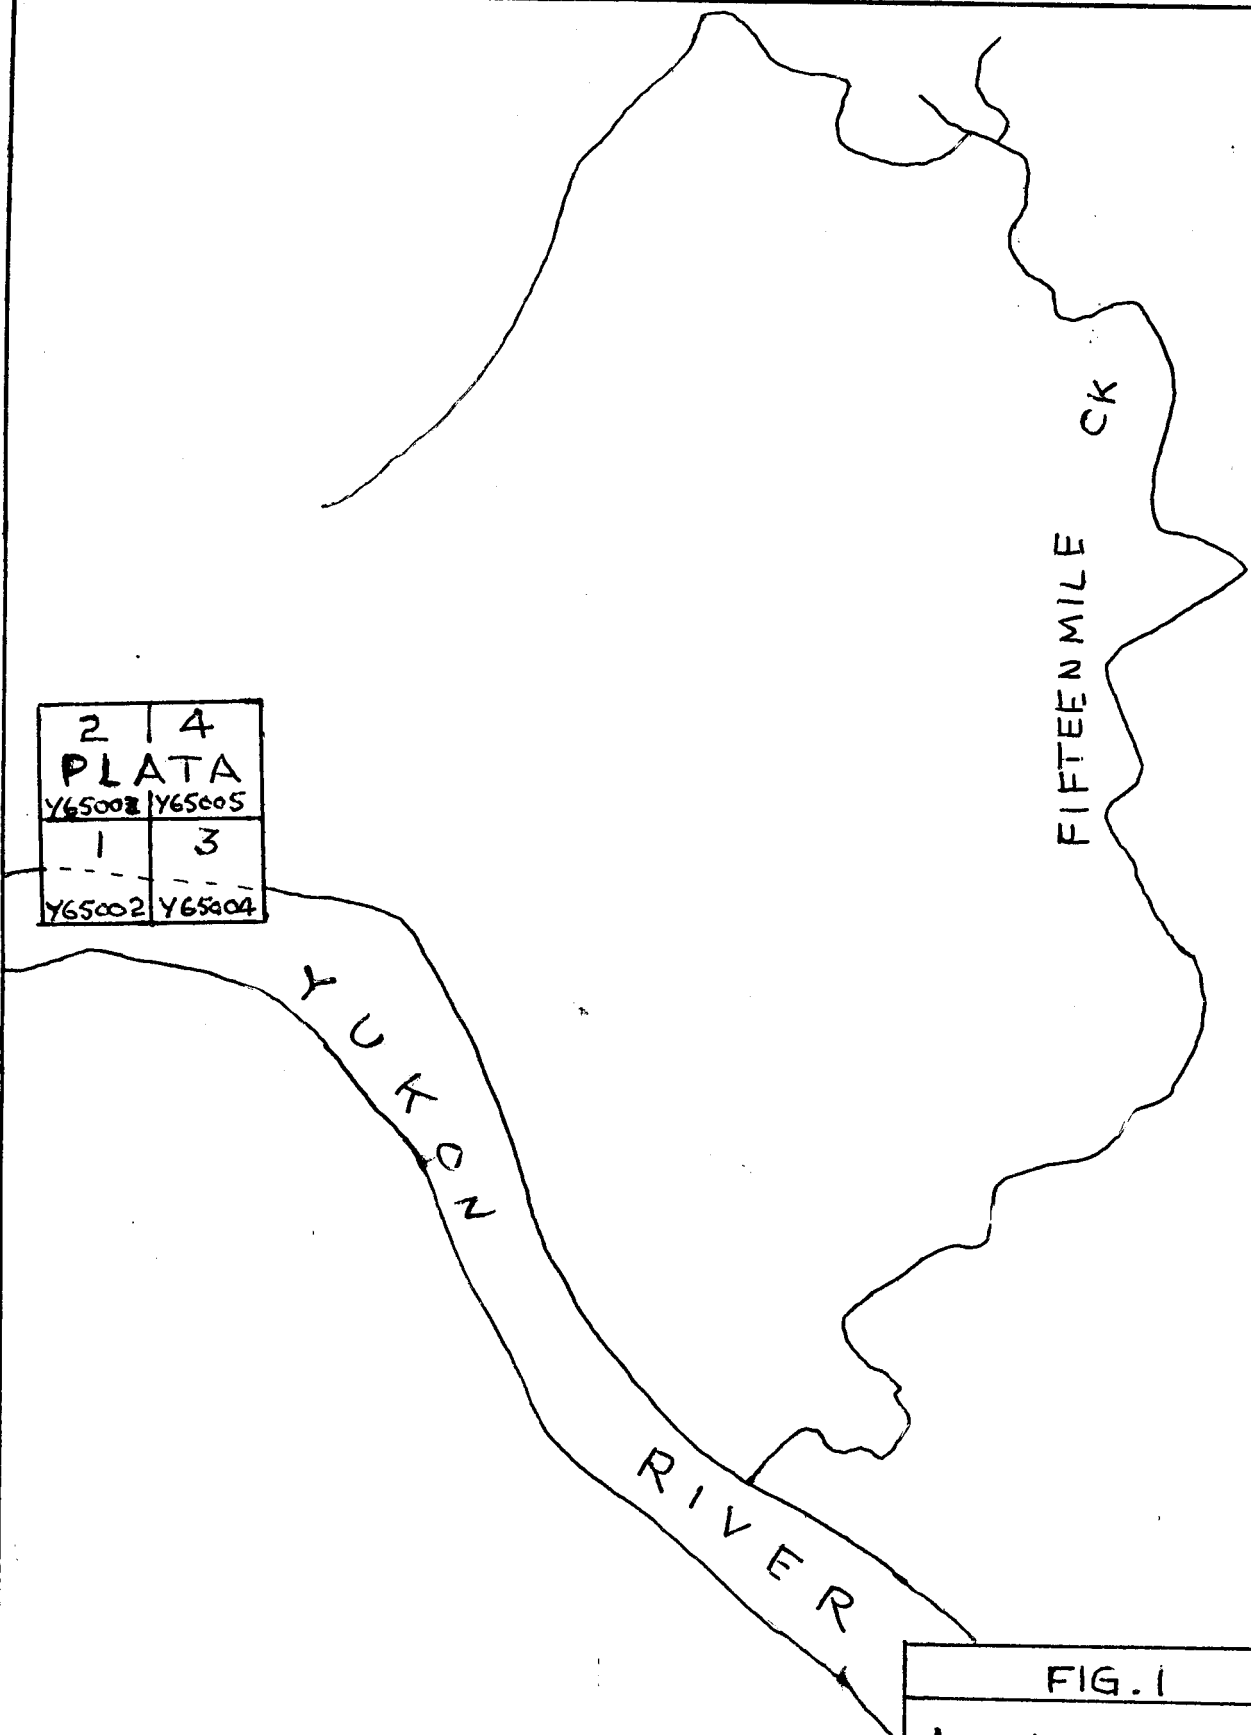 CK
FIFTEENMILE
2 4
PLATA
Y65005
1 3
Y65002 Y65004
YUKON
RIVER
FIG. 1